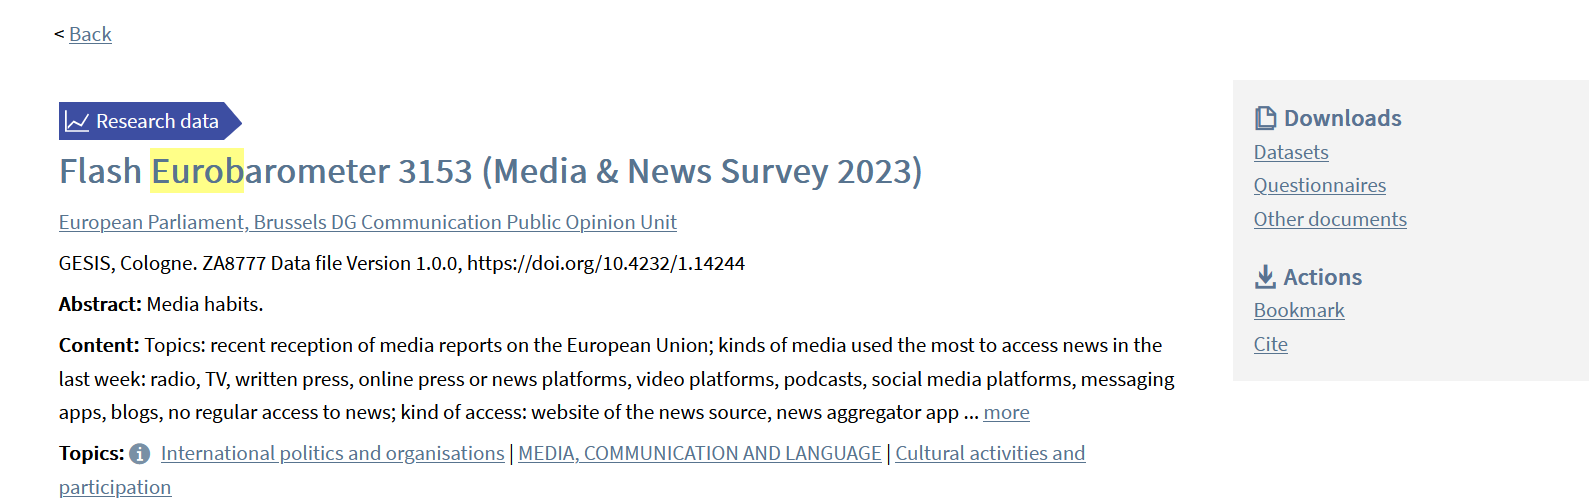 < Back
Research data
Flash Eurobarometer 3153 (Media & News Survey 2023)
European Parliament, Brussels DG Communication Public Opinion Unit
GESIS, Cologne. ZA8777 Data file Version 1.0.0, https://doi.org/10.4232/1.14244
Abstract: Media habits.
Content: Topics: recent reception of media reports on the European Union; kinds of media used the most to access news in the
last week: radio, TV, written press, online press or news platforms, video platforms, podcasts, social media platforms, messaging
apps, blogs, no regular access to news; kind of access: website of the news source, news aggregator app ... more
Topics: i International politics and organisations | MEDIA, COMMUNICATION AND LANGUAGE | Cultural activities and
participation
Downloads
Datasets
Questionnaires
Other documents
Actions
Bookmark
Cite